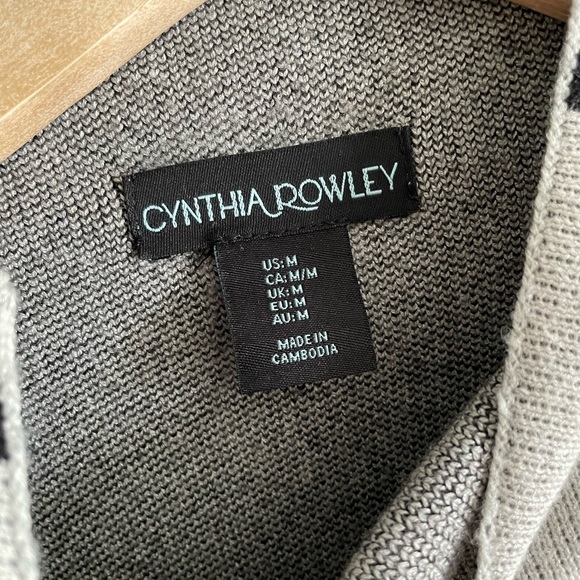 CYNTHIA ROWLEY
US: M
CA: M/M
UK: M
EU: M
AU: M
MADE IN
CAMBODIA